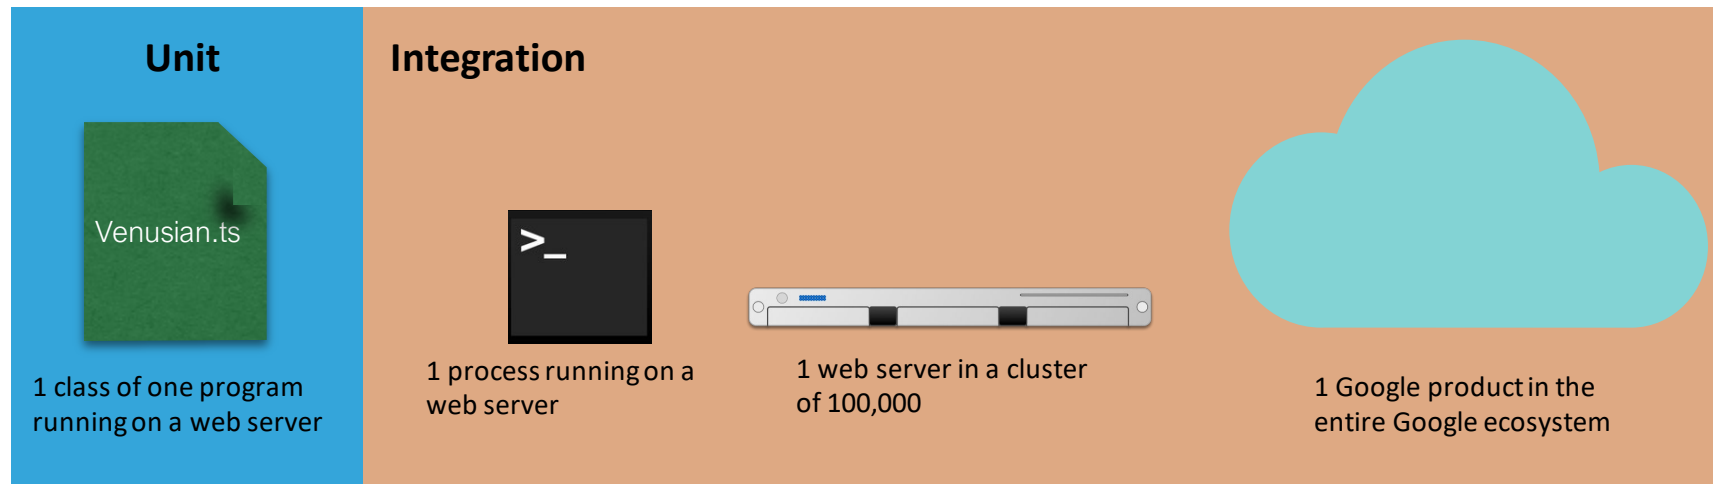 Unit
Integration
Venusian.ts
>_
1 class of one program
running on a web server
1 process running on a
web server
1 web server in a cluster
of 100,000
1 Google product in the
entire Google ecosystem